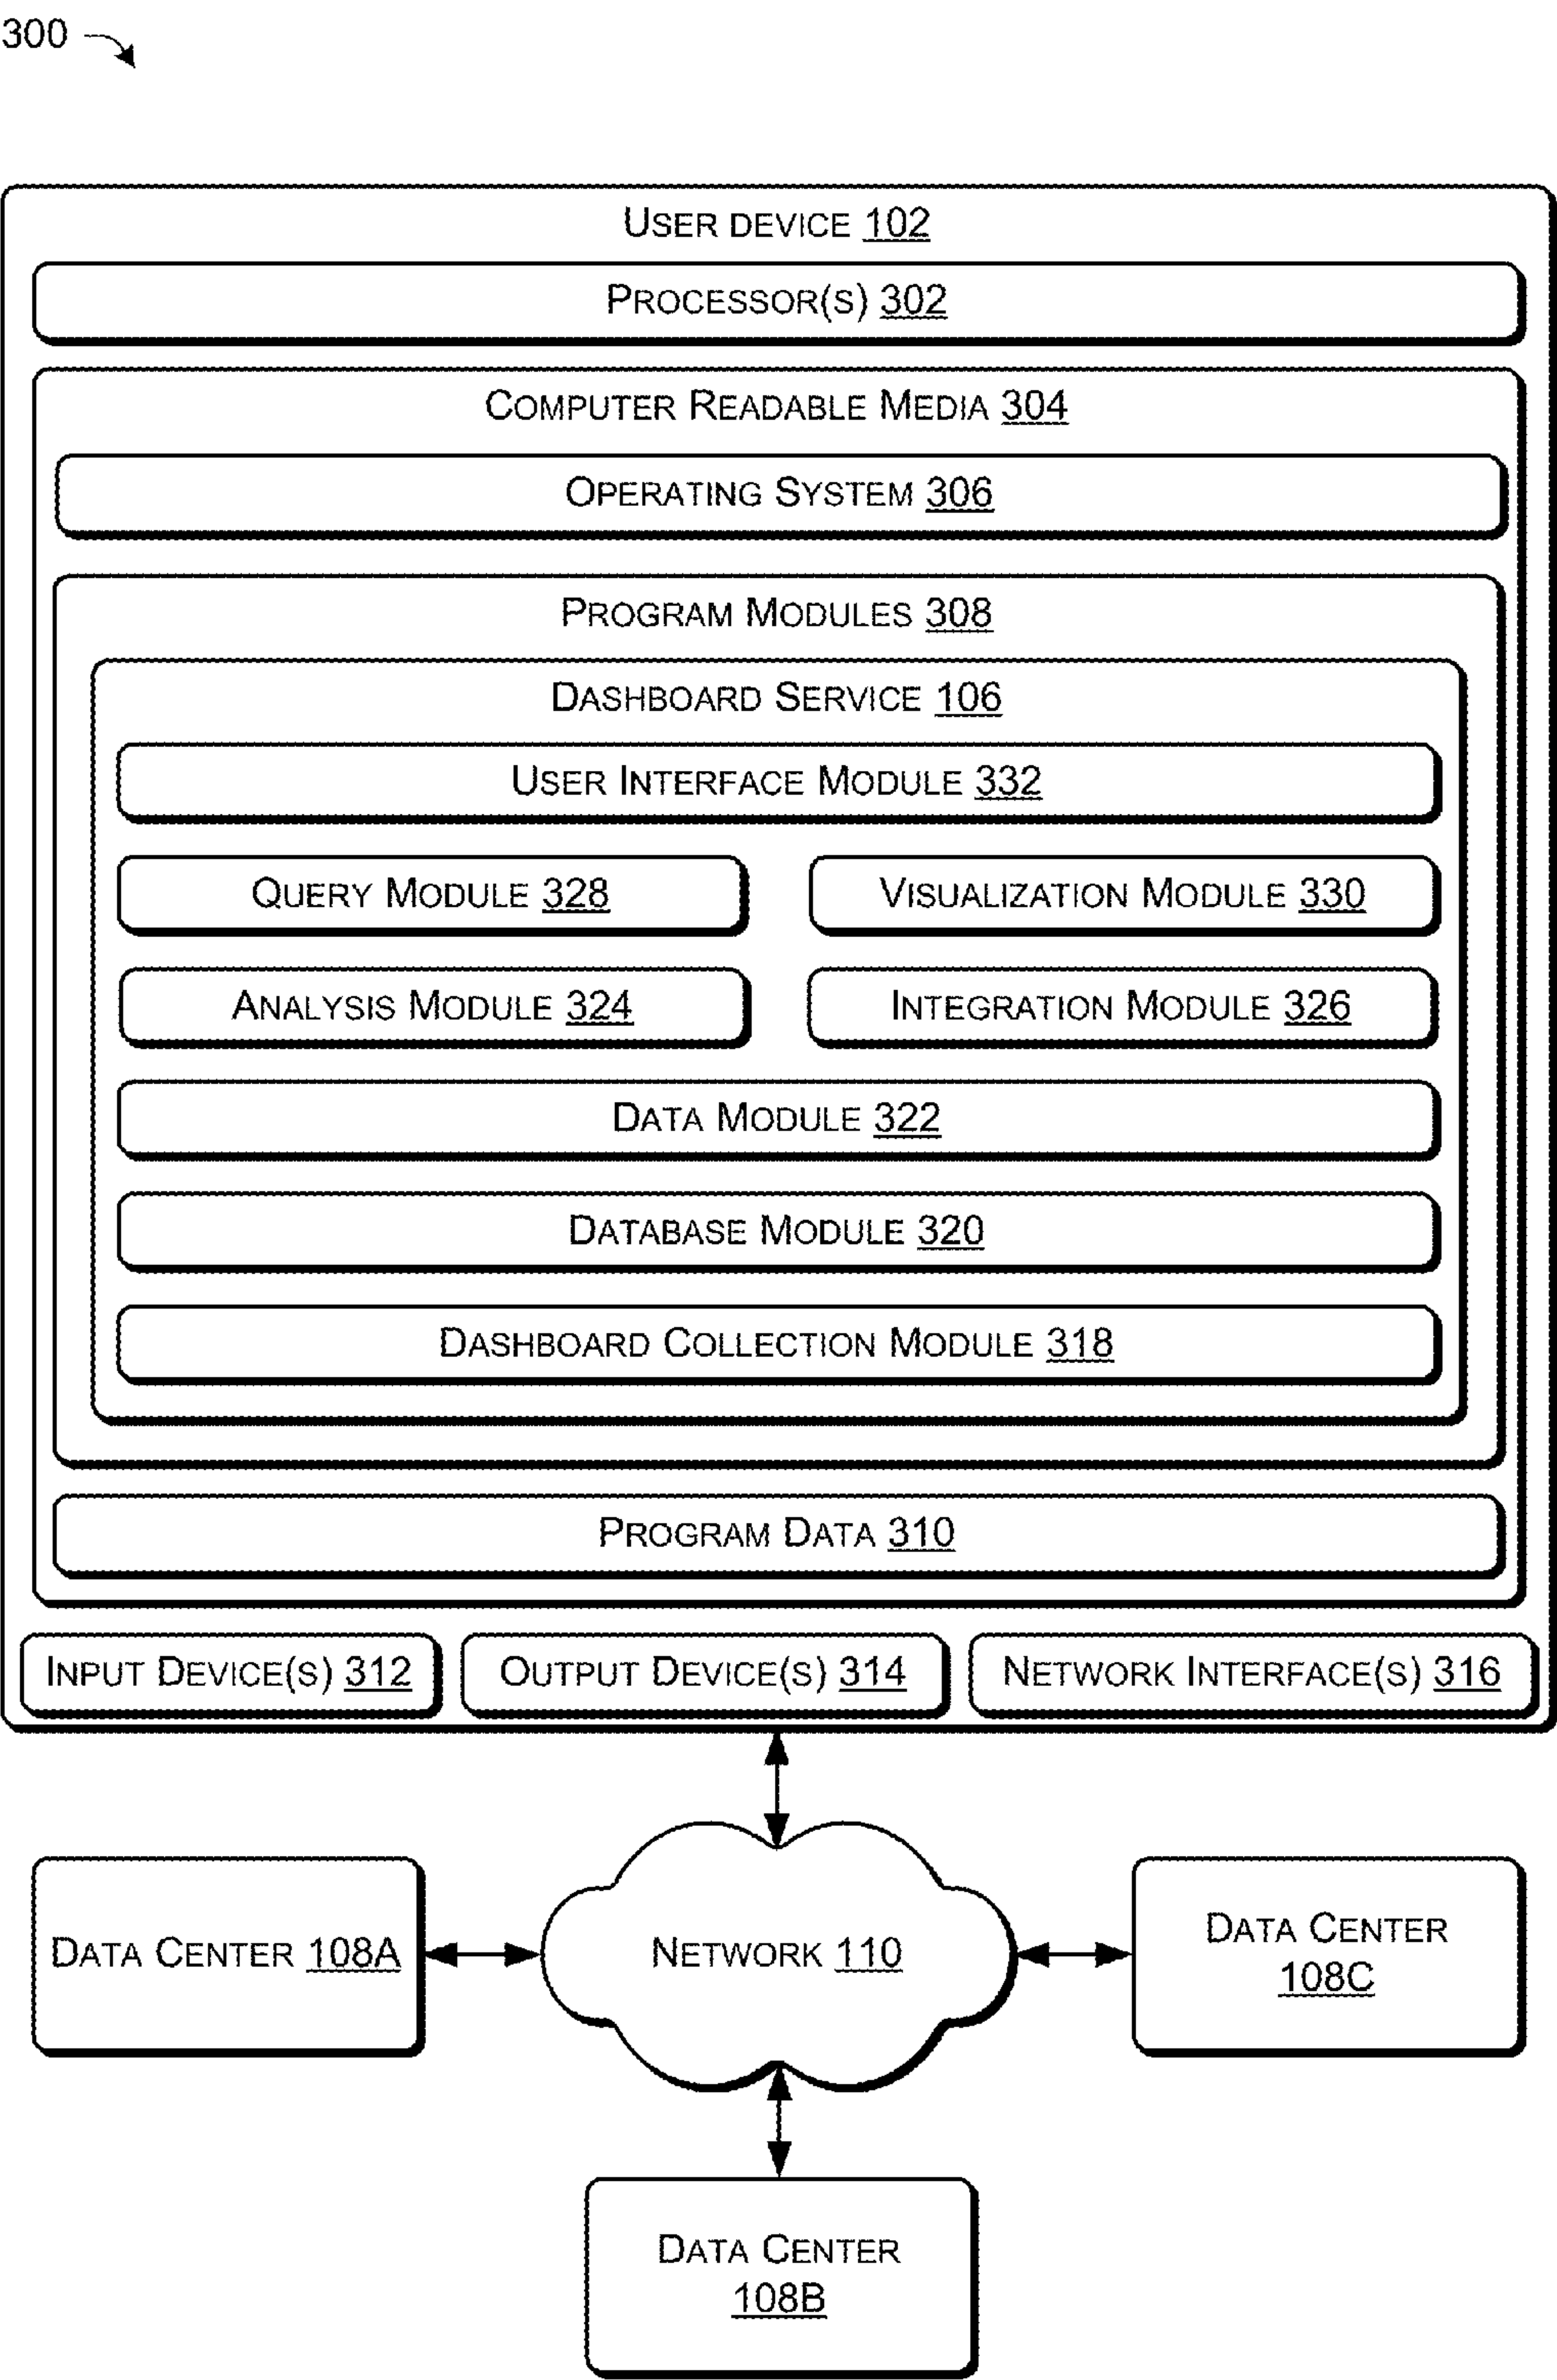 300
USER DEVICE 102
PROCESSOR(S) 302
COMPUTER READABLE MEDIA 304
OPERATING SYSTEM 306
PROGRAM MODULES 308
DASHBOARD SERVICE 106
USER INTERFACE MODULE 332
QUERY MODULE 328
VISUALIZATION MODULE 330
ANALYSIS MODULE 324
INTEGRATION MODULE 326
DATA MODULE 322
DATABASE MODULE 320
DASHBOARD COLLECTION MODULE 318
PROGRAM DATA 310
INPUT DEVICE(S) 312
OUTPUT DEVICE(S) 314
NETWORK INTERFACE(S) 316
DATA CENTER 108A
NETWORK 110
DATA CENTER
108C
DATA CENTER
108B